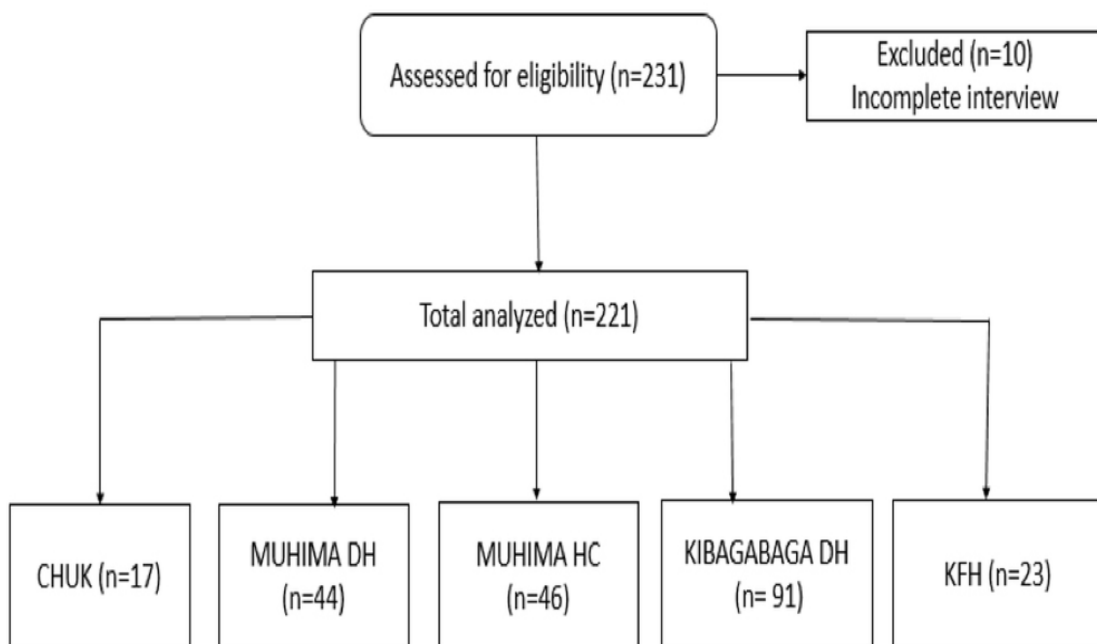 Assessed for eligibility (n=231)
Excluded (n=10)
Incomplete interview
Total analyzed (n=221)
CHUK (n=17)
MUHIMA DH
(n=44)
MUHIMA HC
(n=46)
KIBAGABAGA DH
(n= 91)
KFH (n=23)